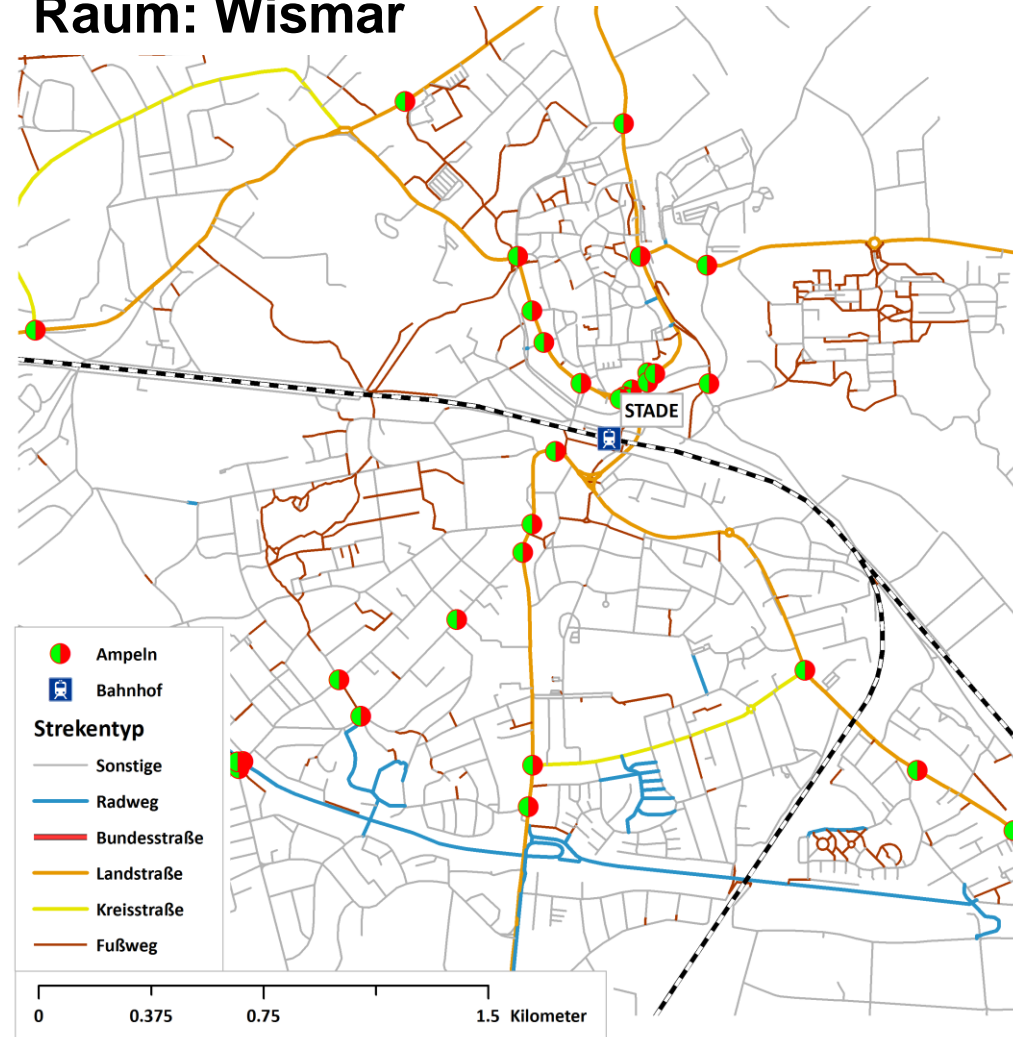 Raum: Wismar
STADE
Ampeln
Bahnhof
Strekentyp
Sonstige
Radweg
Bundesstraße
Landstraße
Kreisstraße
Fußweg
0 0.375 0.75 1.5 Kilometer